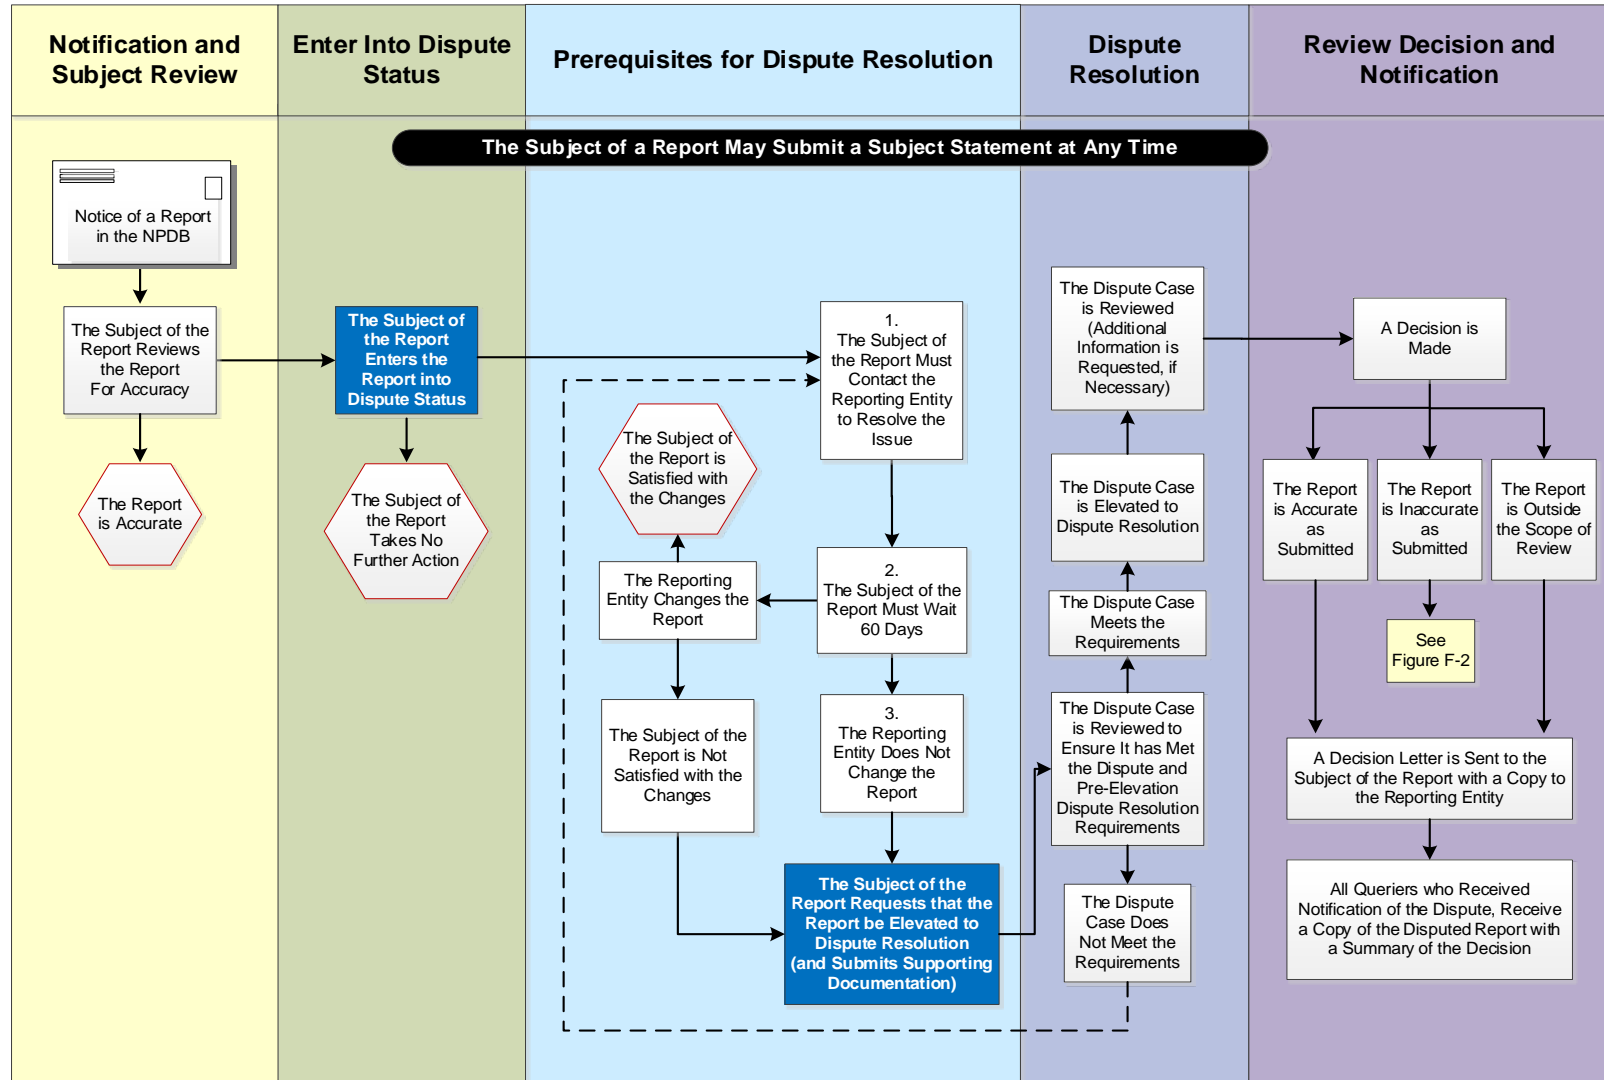 Notification and
Subject Review
Enter Into Dispute
Status
Prerequisites for Dispute Resolution
Dispute
Resolution
Review Decision and
Notification
The Subject of a Report May Submit a Subject Statement at Any Time
Notice of a Report
in the NPDB
The Subject of the
Report Reviews
the Report
For Accuracy
The Report
is Accurate
The Subject of
the Report
Enters the
Report into
Dispute Status
The Subject of
the Report
Takes No
Further Action
1.
The Subject of
the Report Must
Contact the
Reporting Entity
to Resolve the
Issue
The Subject of
the Report is
Satisfied with
the Changes
2.
The Subject of the
Report Must Wait
60 Days
The Reporting
Entity Changes the
Report
The Subject of the
Report is Not
Satisfied with the
Changes
3.
The Reporting
Entity Does Not
Change the
Report
The Subject of the
Report Requests that the
Report be Elevated to
Dispute Resolution
(and Submits Supporting
Documentation)
The Dispute Case
is Reviewed
(Additional
Information is
Requested, if
Necessary)
The Dispute Case
is Elevated to
Dispute Resolution
The Dispute Case
Meets the
Requirements
The Dispute Case
is Reviewed to
Ensure It has Met
the Dispute and
Pre-Elevation
Dispute Resolution
Requirements
The Dispute
Case Does
Not Meet the
Requirements
A Decision is
Made
The Report
is Accurate
as
Submitted
The Report
is Inaccurate
as
Submitted
The Report
is Outside
the Scope of
Review
See
Figure F-2
A Decision Letter is Sent to the
Subject of the Report with a Copy to
the Reporting Entity
All Queriers who Received
Notification of the Dispute, Receive
a Copy of the Disputed Report with
a Summary of the Decision